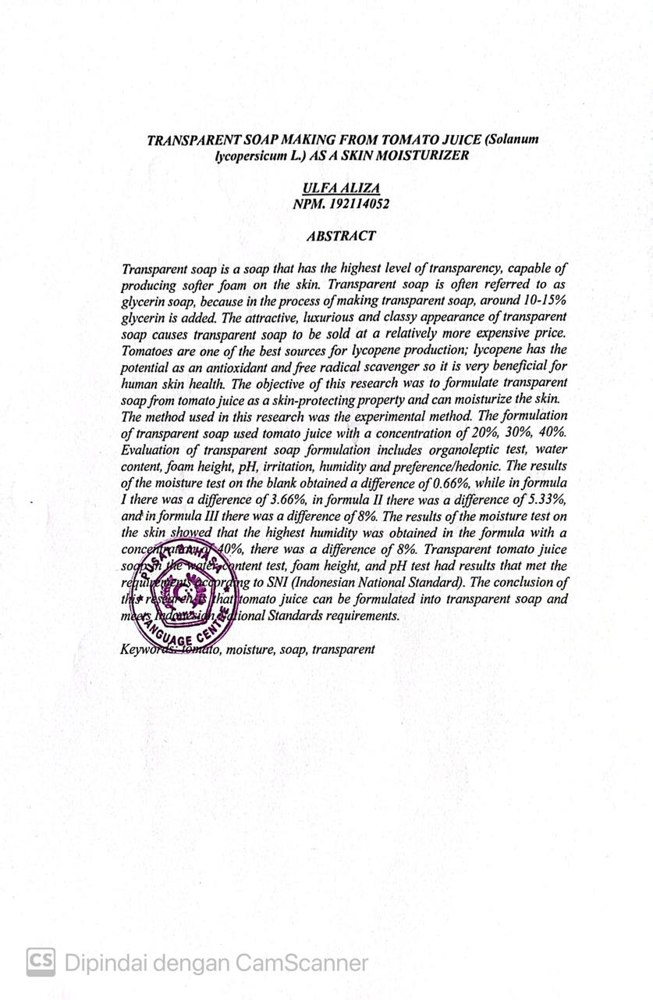 TRANSPARENT SOAP MAKING FROM TOMATO JUICE (Solanum
lycopersicum L.) AS A SKIN MOISTURIZER
ULFA ALIZA
NPM. 192114052
ABSTRACT
Transparent soap is a soap that has the highest level of transparency, capable of
producing softer foam on the skin. Transparent soap is often referred to as
glycerin soap, because in the process of making transparent soap, around 10-15%
glycerin is added. The attractive, luxurious and classy appearance of transparent
soap causes transparent soap to be sold at a relatively more expensive price.
Tomatoes are one of the best sources for lycopene production; lycopene has the
potential as an antioxidant and free radical scavenger so it is very beneficial for
human skin health. The objective of this research was to formulate transparent
soap from tomato juice as a skin-protecting property and can moisturize the skin.
The method used in this research was the experimental method. The formulation
of transparent soap used tomato juice with a concentration of 20%, 30%, 40%.
Evaluation of transparent soap formulation includes organoleptic test, water
content, foam height, pH, irritation, humidity and preference/hedonic. The results
of the moisture test on the blank obtained a difference of 0.66%, while in formula
I there was a difference of 3.66%, in formula II there was a difference of 5.33%,
and in formula III there was a difference of 8%. The results of the moisture test on
the skin showed that the highest humidity was obtained in the formula with a
concentration of 40%, there was a difference of 8%. Transparent tomato juice
soap in the water content test, foam height, and pH test had results that met the
requirements according to SNI (Indonesian National Standard). The conclusion of
this research is that tomato juice can be formulated into transparent soap and
meets Indonesian National Standards requirements.
Keywords: tomato, moisture, soap, transparent
PUSAT BAHASA
LANGUAGE CENTRE
CS Dipindai dengan CamScanner